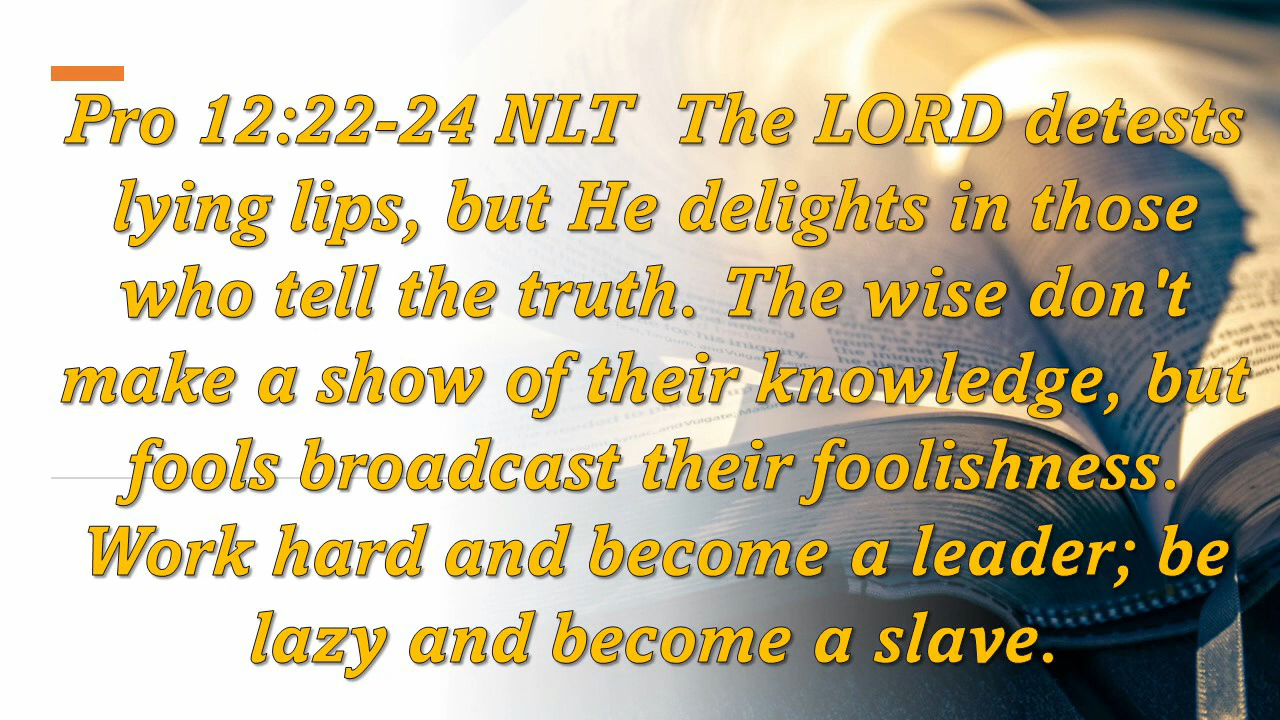 Pro 12:22-24 NLT  The LORD detests
lying lips, but He delights in those
who tell the truth. The wise don't
make a show of their knowledge, but
fools broadcast their foolishness.
Work hard and become a leader; be
lazy and become a slave.